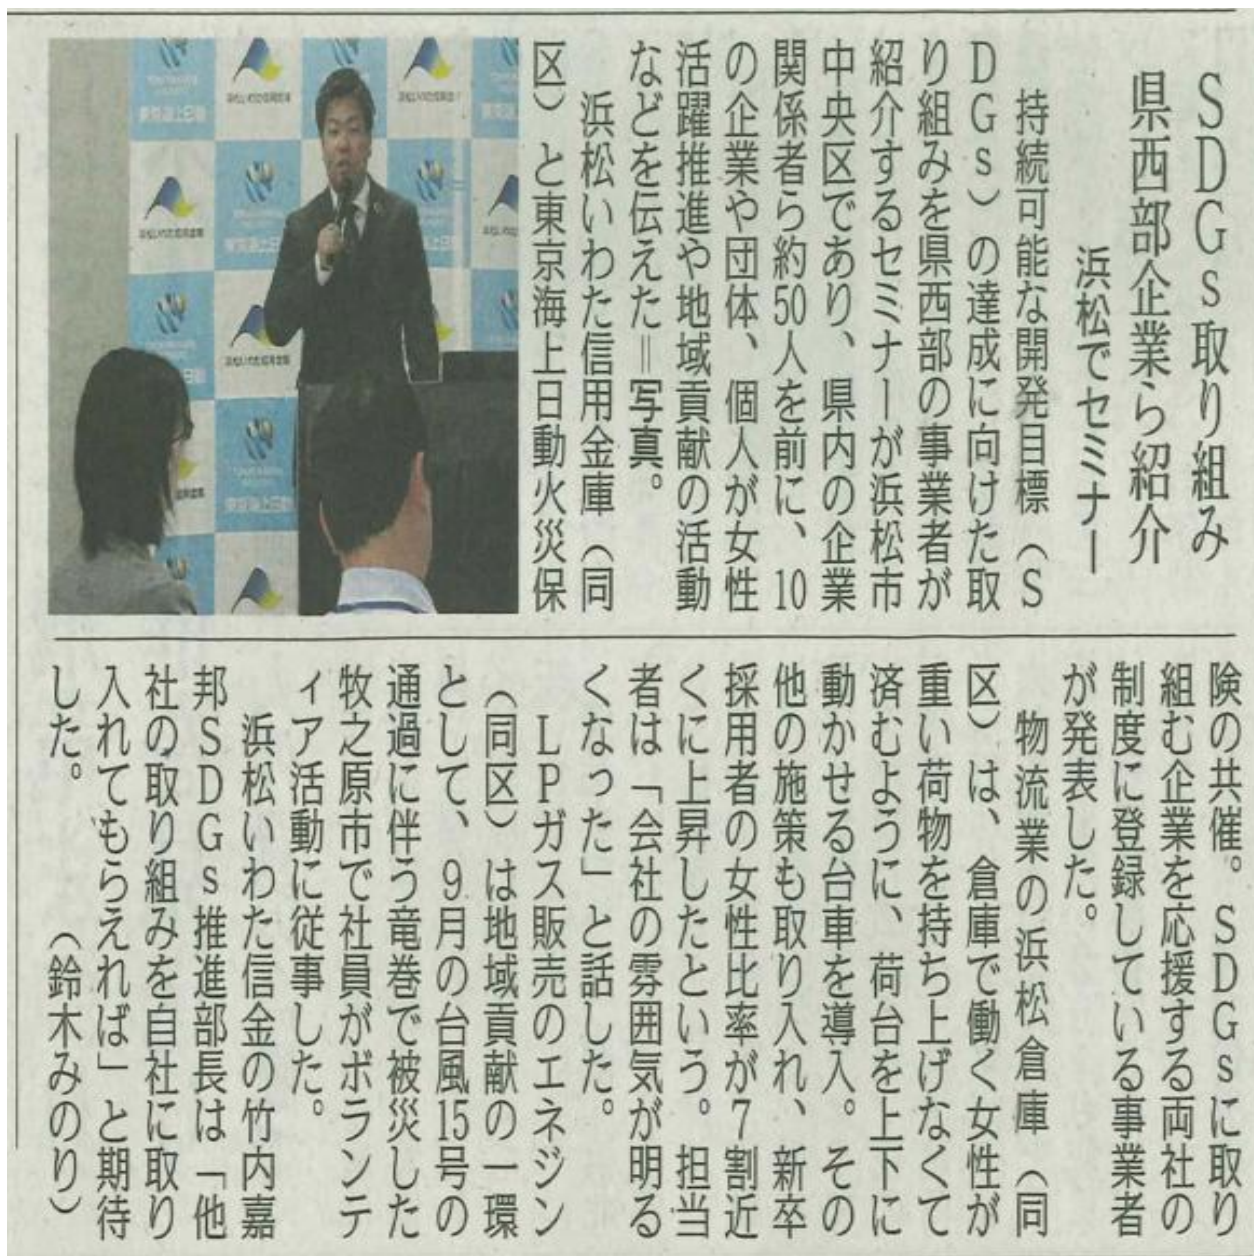 SDGs取り組み
県西部企業ら紹介
浜松でセミナー
持続可能な開発目標(S
DGs)の達成に向けた取
り組みを県西部の事業者が
紹介するセミナーが浜松市
中央区であり、県内の企業
関係者ら約50人を前に、10
の企業や団体、個人が女性
活躍推進や地域貢献の活動
などを伝えた=写真。
浜松いわた信用金庫(同
区)と東京海上日動火災保
険の共催。SDGsに取り
組む企業を応援する両社の
制度に登録している事業者
が発表した。
物流業の浜松倉庫(同
区)は、倉庫で働く女性が
重い荷物を持ち上げなくて
済むように、荷台を上下に
動かせる台車を導入。その
他の施策も取り入れ、新卒
採用者の女性比率が7割近
くに上昇したという。担当
者は「会社の雰囲気が明る
くなった」と話した。
LPガス販売のエネジン
(同区)は地域貢献の一環
として、9月の台風15号の
通過に伴う竜巻で被災した
牧之原市で社員がボランテ
ィア活動に従事した。
浜松いわた信金の竹内嘉
邦SDGs推進部長は「他
社の取り組みを自社に取り
入れてもらえれば」と期待
した。
(鈴木みのり)
東京海上日動
浜松いわた信用金庫